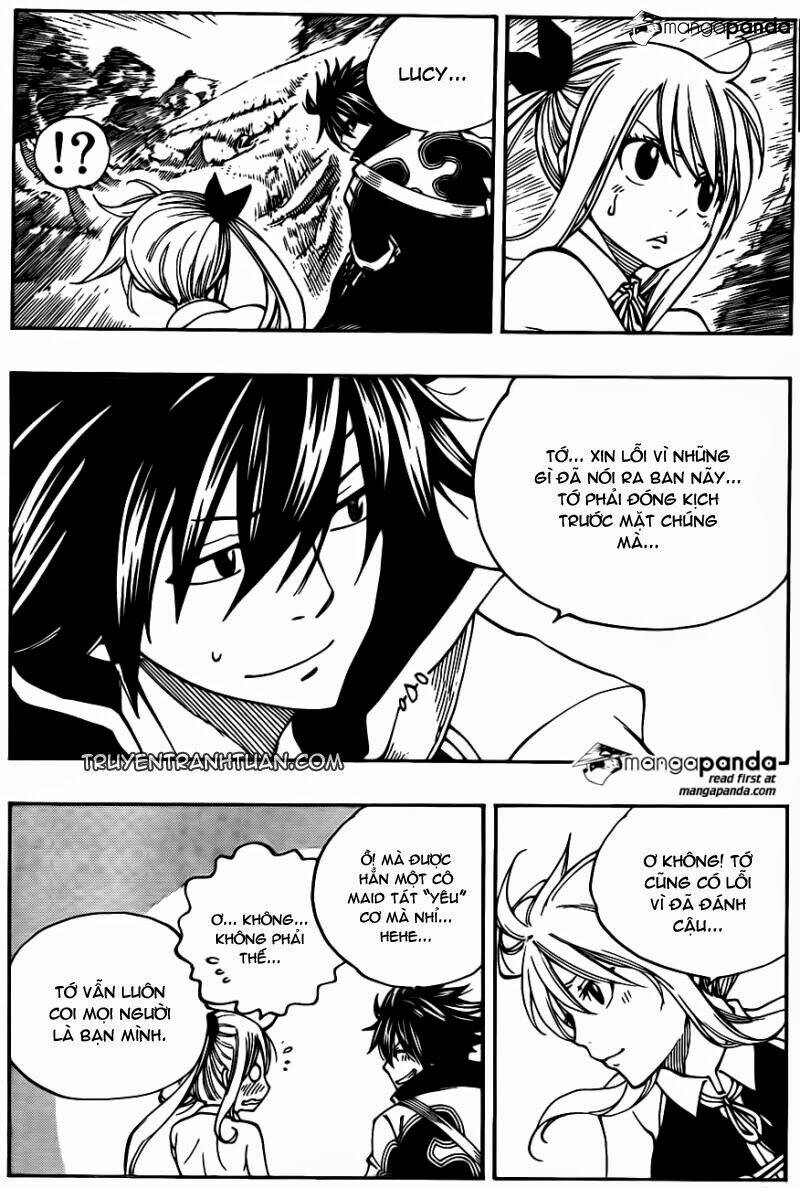 mangapanda
LUCY...
!?
TỚ... XIN LỖI VÌ NHỮNG
GÌ ĐÃ NÓI RA BAN NÃY...
TỚ PHẢI ĐÓNG KỊCH
TRƯỚC MẶT CHÚNG
MÀ...
TRUYENTRANHTUAN.COM
mangapanda
read first at
mangapanda.com
Ơ KHÔNG! TỚ
CŨNG CÓ LỖI
VÌ ĐÃ ĐÁNH
CẬU...
Ồ! MÀ ĐƯỢC
HẲN MỘT CÔ
MAID TÁT "YÊU"
CƠ MÀ NHỈ...
HEHE...
Ơ... KHÔNG...
KHÔNG PHẢI
THẾ...
TỚ VẪN LUÔN
COI MỌI NGƯỜI
LÀ BẠN MÌNH.